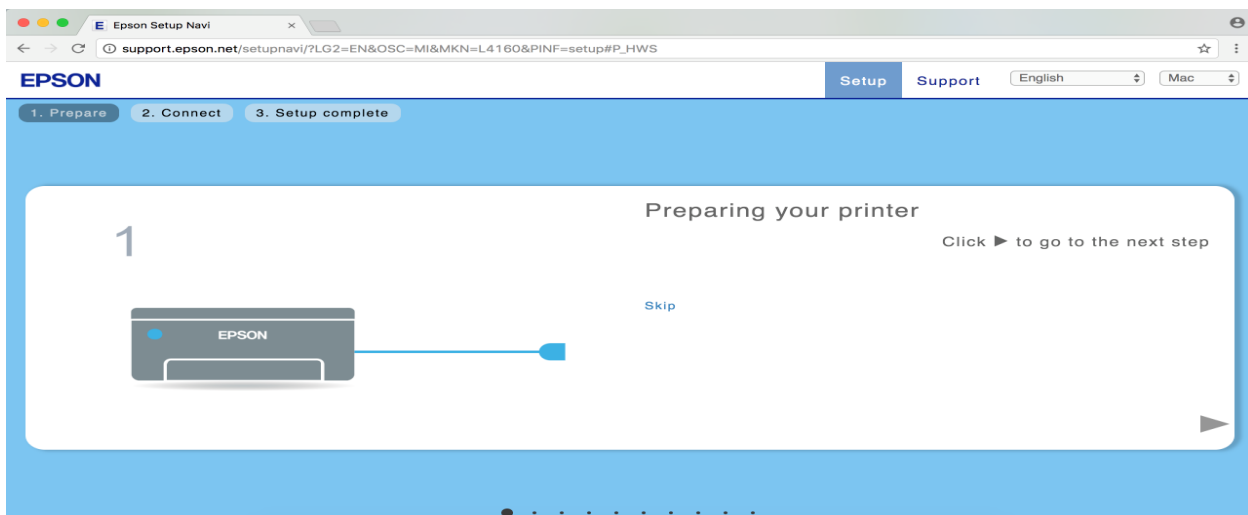 Epson Setup Navi
support.epson.net/setupnavi/?LG2=EN&OSC=MI&MKN=L4160&PINF=setup#P_HWS
EPSON Setup Support English Mac
1. Prepare 2. Connect 3. Setup complete
Preparing your printer
1
Click ▶ to go to the next step
Skip
EPSON